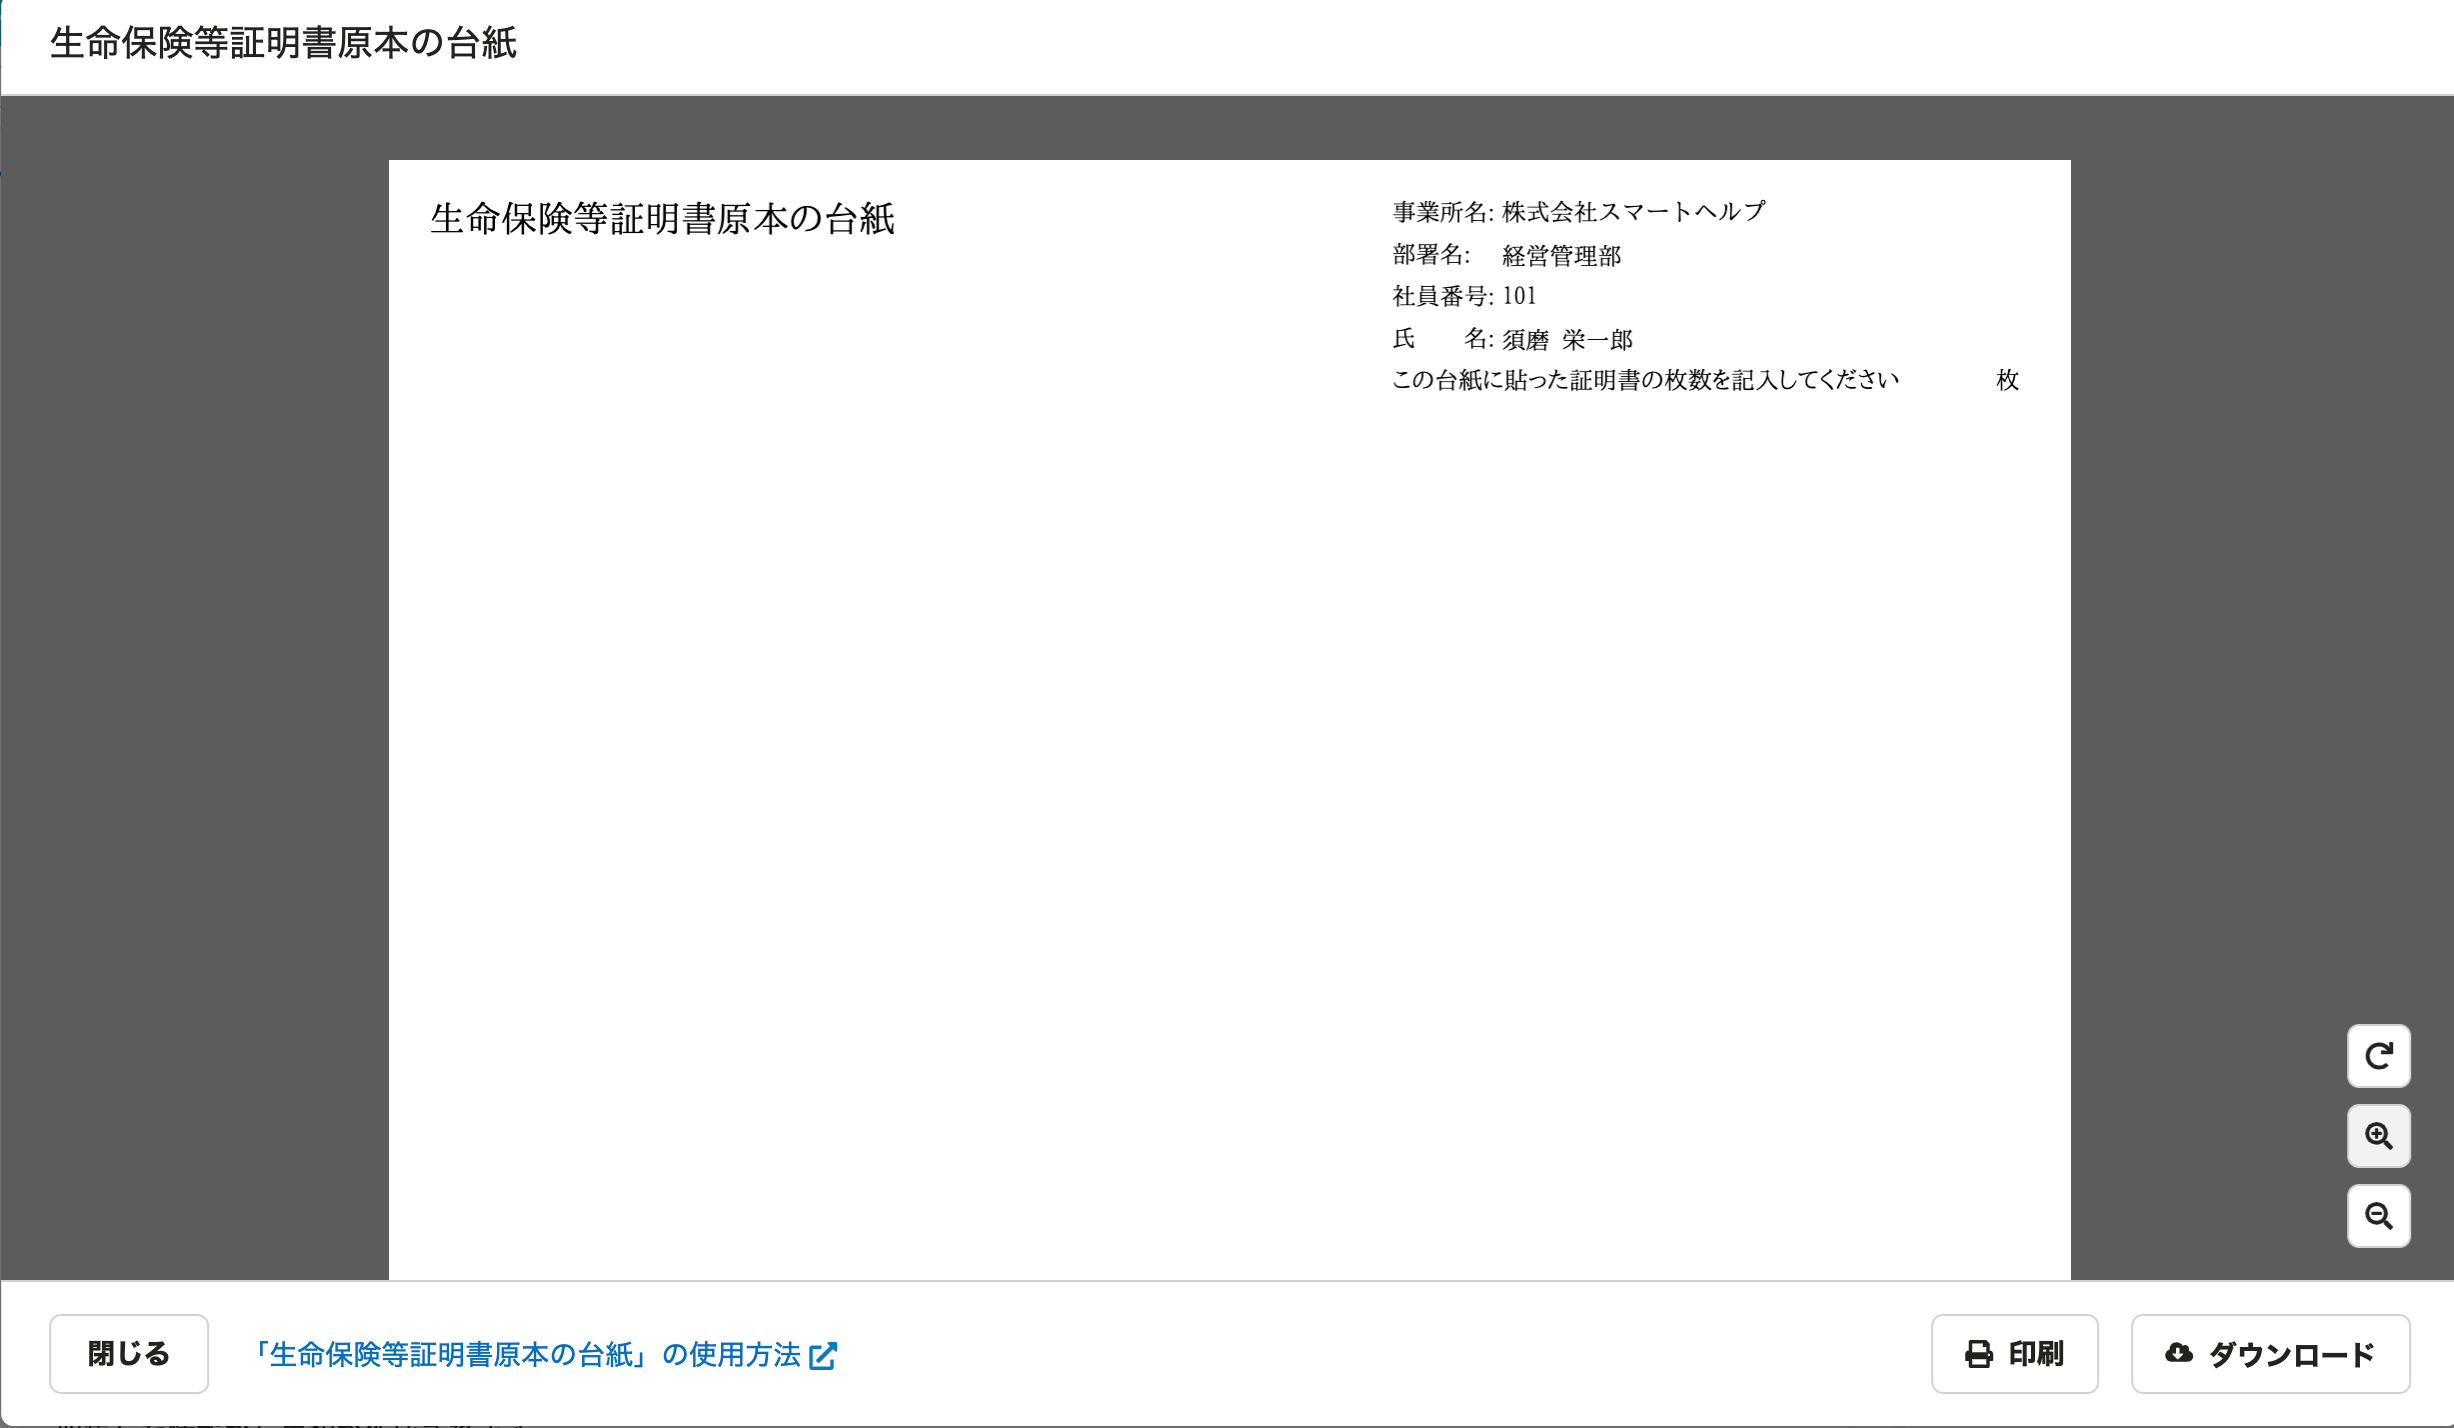 生命保険等証明書原本の台紙
生命保険等証明書原本の台紙
事業所名: 株式会社スマートヘルプ
部署名: 経営管理部
社員番号: 101
氏　　名: 須磨 栄一郎
この台紙に貼った証明書の枚数を記入してください　　　　枚
閉じる
「生命保険等証明書原本の台紙」の使用方法
印刷
ダウンロード